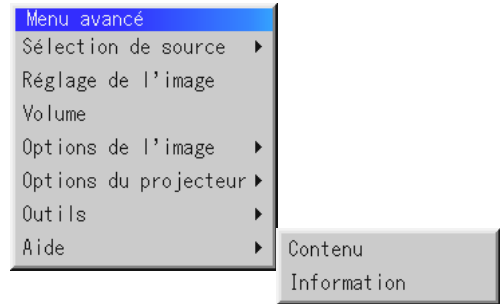 Menu avancé
Sélection de source
Réglage de l'image
Volume
Options de l'image
Options du projecteur
Outils
Aide
Contenu
Information